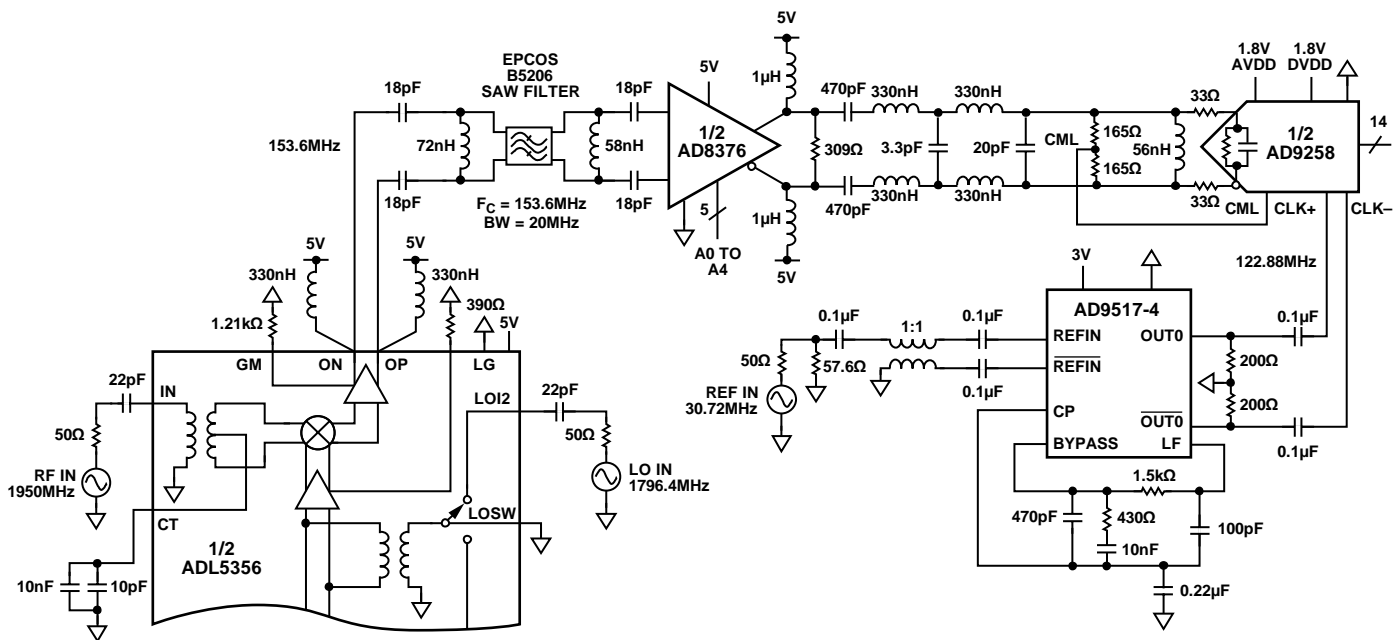 5V
5V
1µH
EPCOS
B5206
SAW FILTER
1.8V
AVDD
1.8V
DVDD
18pF
18pF
470pF
330nH
330nH
33Ω
14
153.6MHz
72nH
58nH
1/2
AD8376
309Ω
3.3pF
20pF
CML
165Ω
165Ω
56nH
1/2
AD9258
18pF
18pF
FC = 153.6MHz
BW = 20MHz
5
1µH
470pF
330nH
330nH
33Ω
CML
CLK+
CLK–
A0 TO
A4
5V
5V
5V
330nH
330nH
390Ω
1.21kΩ
5V
GM
ON
OP
LG
122.88MHz
3V
AD9517-4
REFIN
OUT0
REFIN
CP
OUT0
BYPASS
LF
0.1µF
1:1
0.1µF
0.1µF
50Ω
57.6Ω
0.1µF
200Ω
200Ω
0.1µF
REF IN
30.72MHz
22pF
IN
50Ω
RF IN
1950MHz
CT
LOI2
22pF
50Ω
LO IN
1796.4MHz
LOSW
1/2
ADL5356
10nF
10pF
1.5kΩ
470pF
430Ω
100pF
10nF
0.22µF